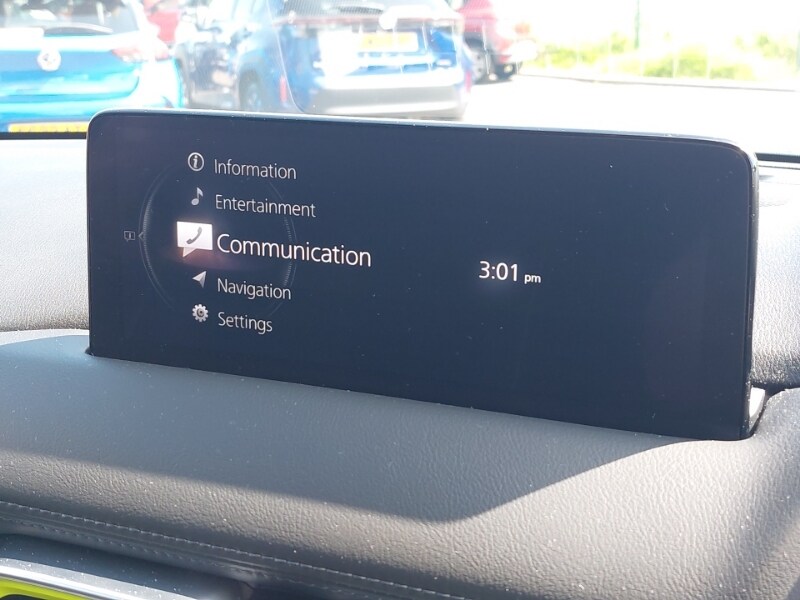 Information
Entertainment
Communication
3:01 pm
Navigation
Settings